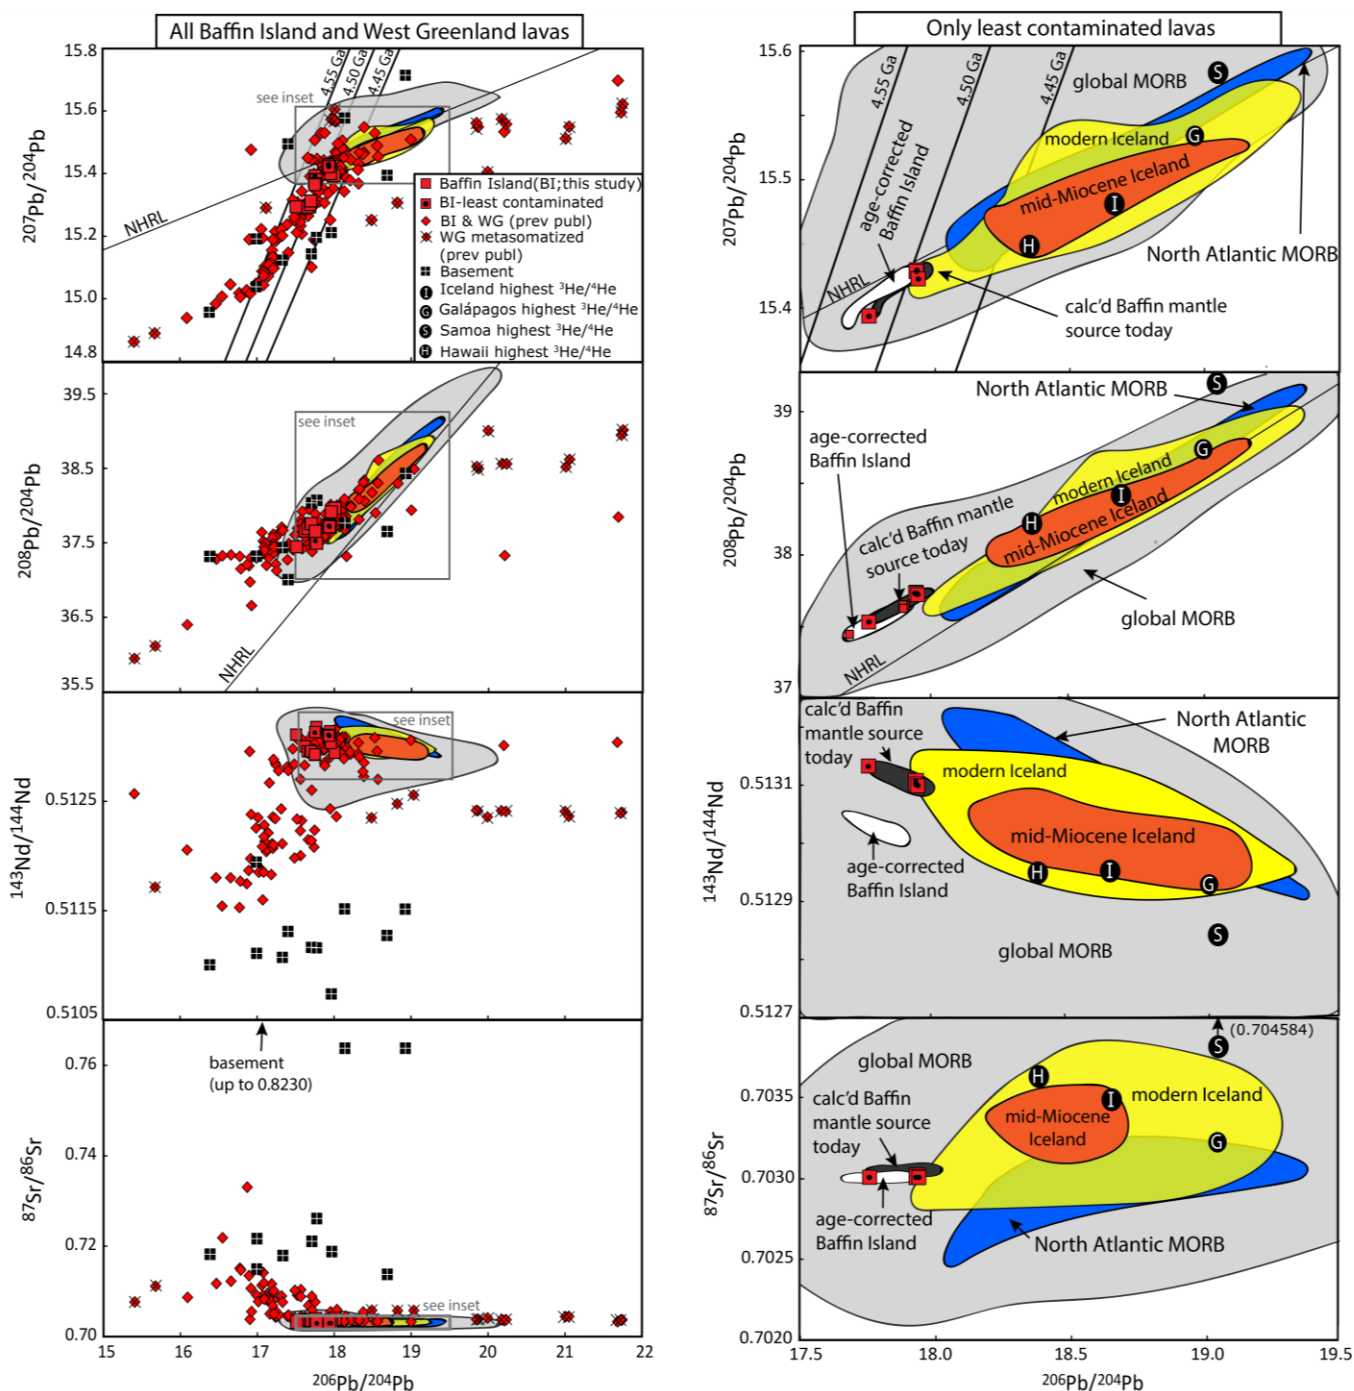 All Baffin Island and West Greenland lavas
15.8
15.6
15.4
15.2
15.0
14.8
207Pb/204Pb
4.55 Ga
4.50 Ga
4.45 Ga
see inset
NHRL
Baffin Island(BI;this study)
BI-least contaminated
BI & WG (prev publ)
WG metasomatized
(prev publ)
Basement
I Iceland highest 3He/4He
G Galápagos highest 3He/4He
S Samoa highest 3He/4He
H Hawaii highest 3He/4He
39.5
38.5
37.5
36.5
35.5
208Pb/204Pb
see inset
NHRL
0.5125
0.5115
0.5105
143Nd/144Nd
see inset
0.76
0.74
0.72
0.70
87Sr/86Sr
basement
(up to 0.8230)
see inset
15 16 17 18 19 20 21 22
206Pb/204Pb
Only least contaminated lavas
15.6
15.5
15.4
207Pb/204Pb
4.55 Ga
4.50 Ga
4.45 Ga
global MORB
S
G
modern Iceland
mid-Miocene Iceland
I
H
age-corrected
Baffin Island
NHRL
North Atlantic MORB
calc'd Baffin mantle
source today
39
38
37
208Pb/204Pb
North Atlantic MORB
S
age-corrected
Baffin Island
G
modern Iceland
I
H
mid-Miocene Iceland
calc'd Baffin mantle
source today
global MORB
NHRL
0.5131
0.5129
0.5127
143Nd/144Nd
calc'd Baffin
mantle source
today
North Atlantic
MORB
modern Iceland
mid-Miocene Iceland
age-corrected
Baffin Island
H
I
G
S
global MORB
0.7035
0.7030
0.7025
0.7020
87Sr/86Sr
(0.704584)
S
global MORB
H
I
modern Iceland
calc'd Baffin
mantle source
today
mid-Miocene
Iceland
G
age-corrected
Baffin Island
North Atlantic MORB
17.5 18.0 18.5 19.0 19.5
206Pb/204Pb